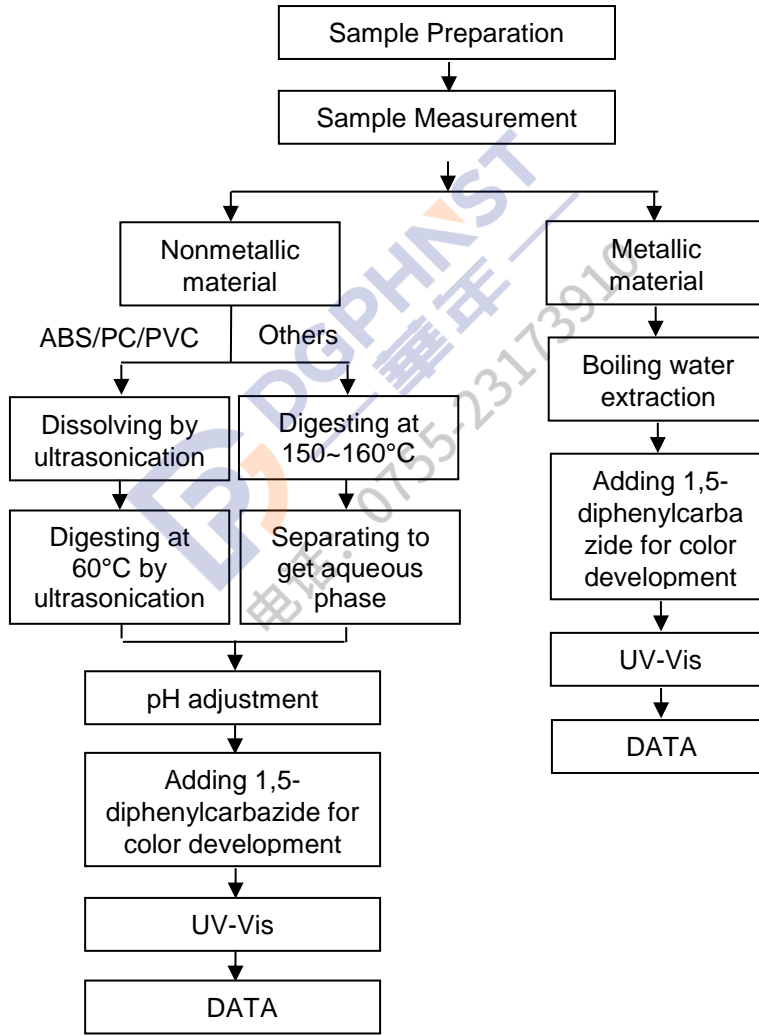 Sample Preparation
Sample Measurement
Nonmetallic
material
Metallic
material
ABS/PC/PVC
Others
Boiling water
extraction
Dissolving by
ultrasonication
Digesting at
150~160°C
Adding 1,5-
diphenylcarba
zide for color
development
Digesting at
60°C by
ultrasonication
Separating to
get aqueous
phase
UV-Vis
pH adjustment
DATA
Adding 1,5-
diphenylcarbazide for
color development
UV-Vis
DATA
DGPHNST
華年
电话：0755-23173910